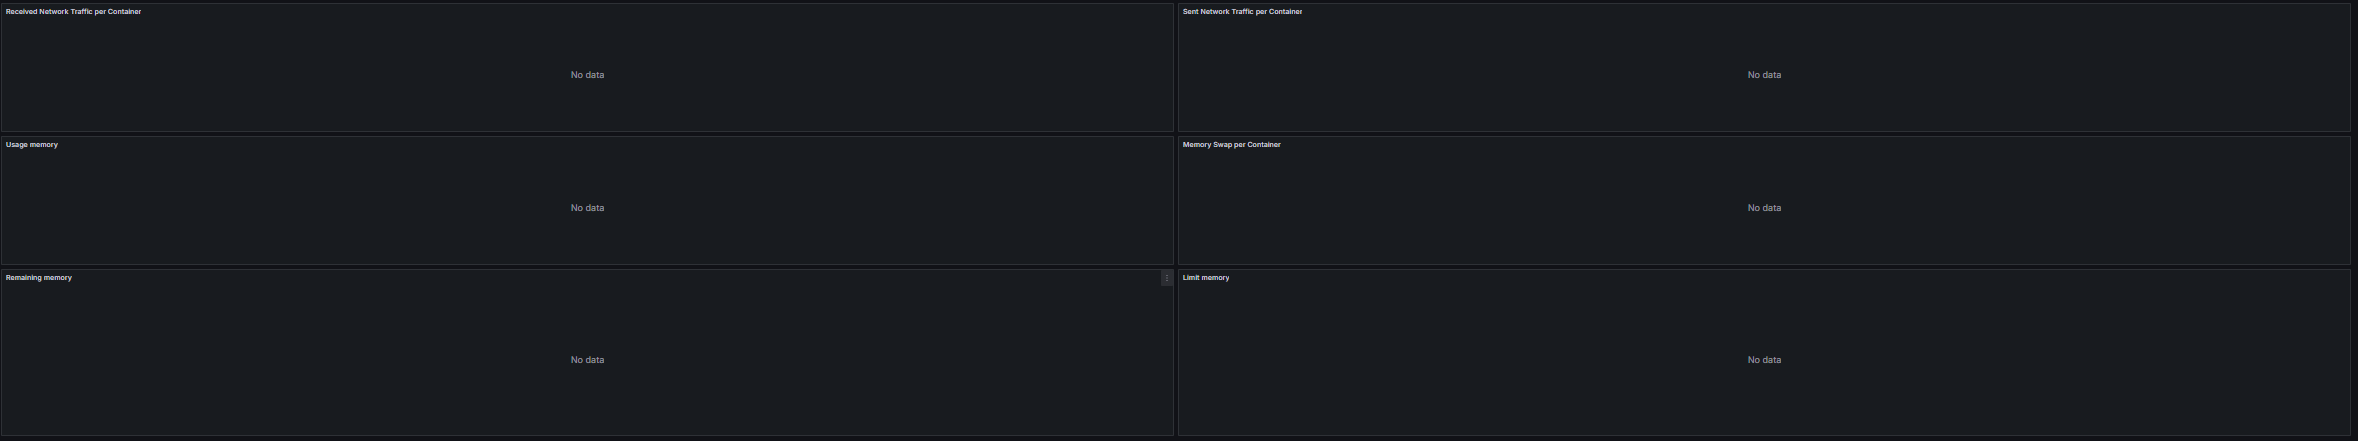 Received Network Traffic per Container
Sent Network Traffic per Container
No data
No data
Usage memory
Memory Swap per Container
No data
No data
Remaining memory
Limit memory
No data
No data